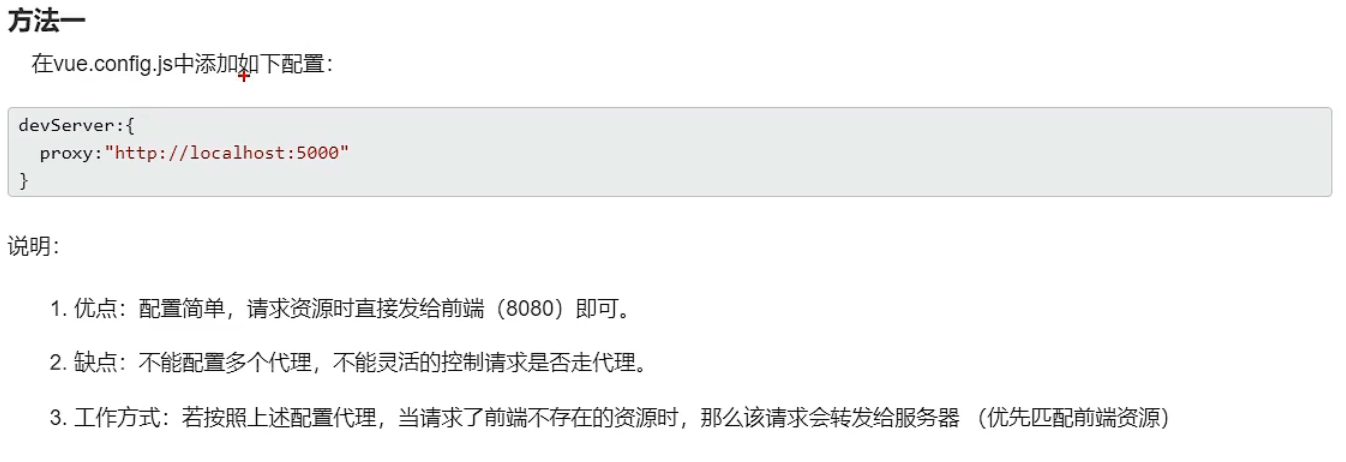 方法一
在vue.config.js中添加如下配置：
devServer:{
proxy:"http://localhost:5000"
}
说明：
1. 优点：配置简单，请求资源时直接发给前端（8080）即可。
2. 缺点：不能配置多个代理，不能灵活的控制请求是否走代理。
3. 工作方式：若按照上述配置代理，当请求了前端不存在的资源时，那么该请求会转发给服务器 （优先匹配前端资源）